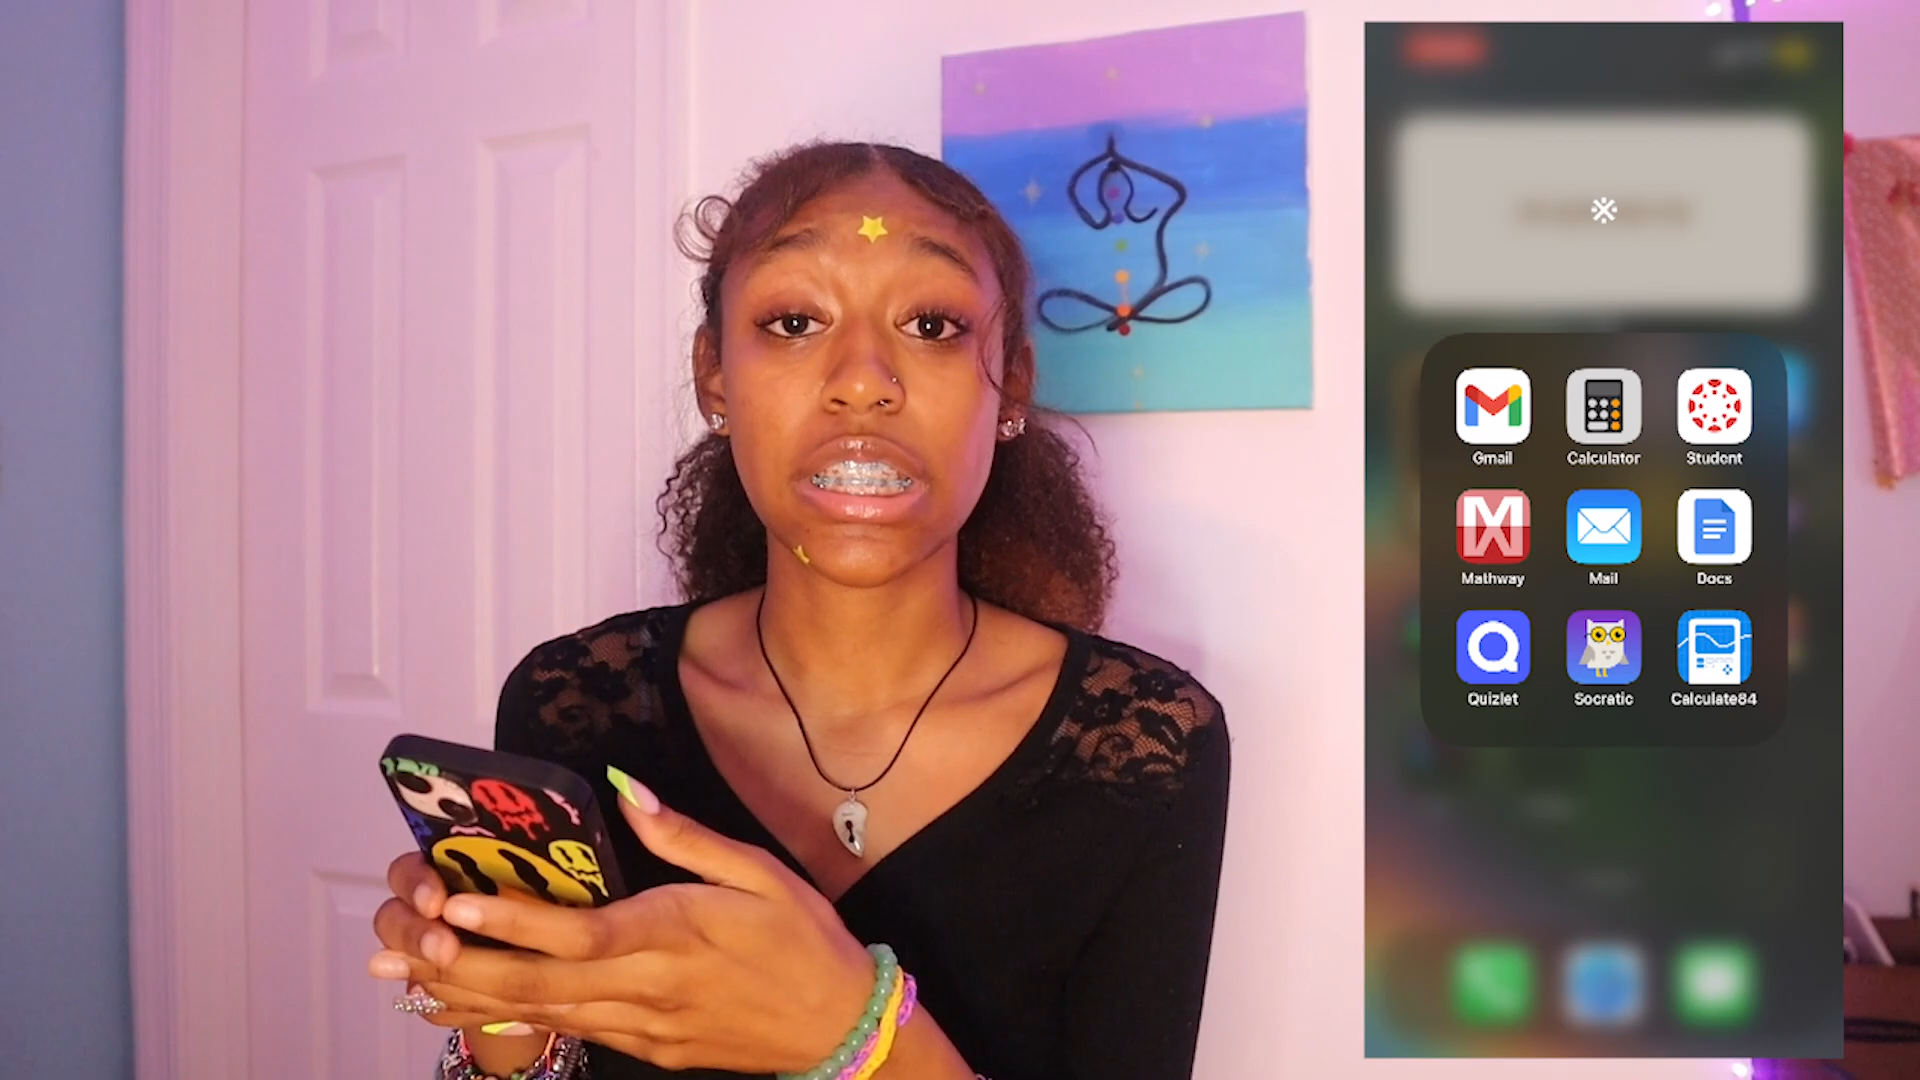 ※
Gmail Calculator Student
Mathway Mail Docs
Quizlet Socratic Calculate84